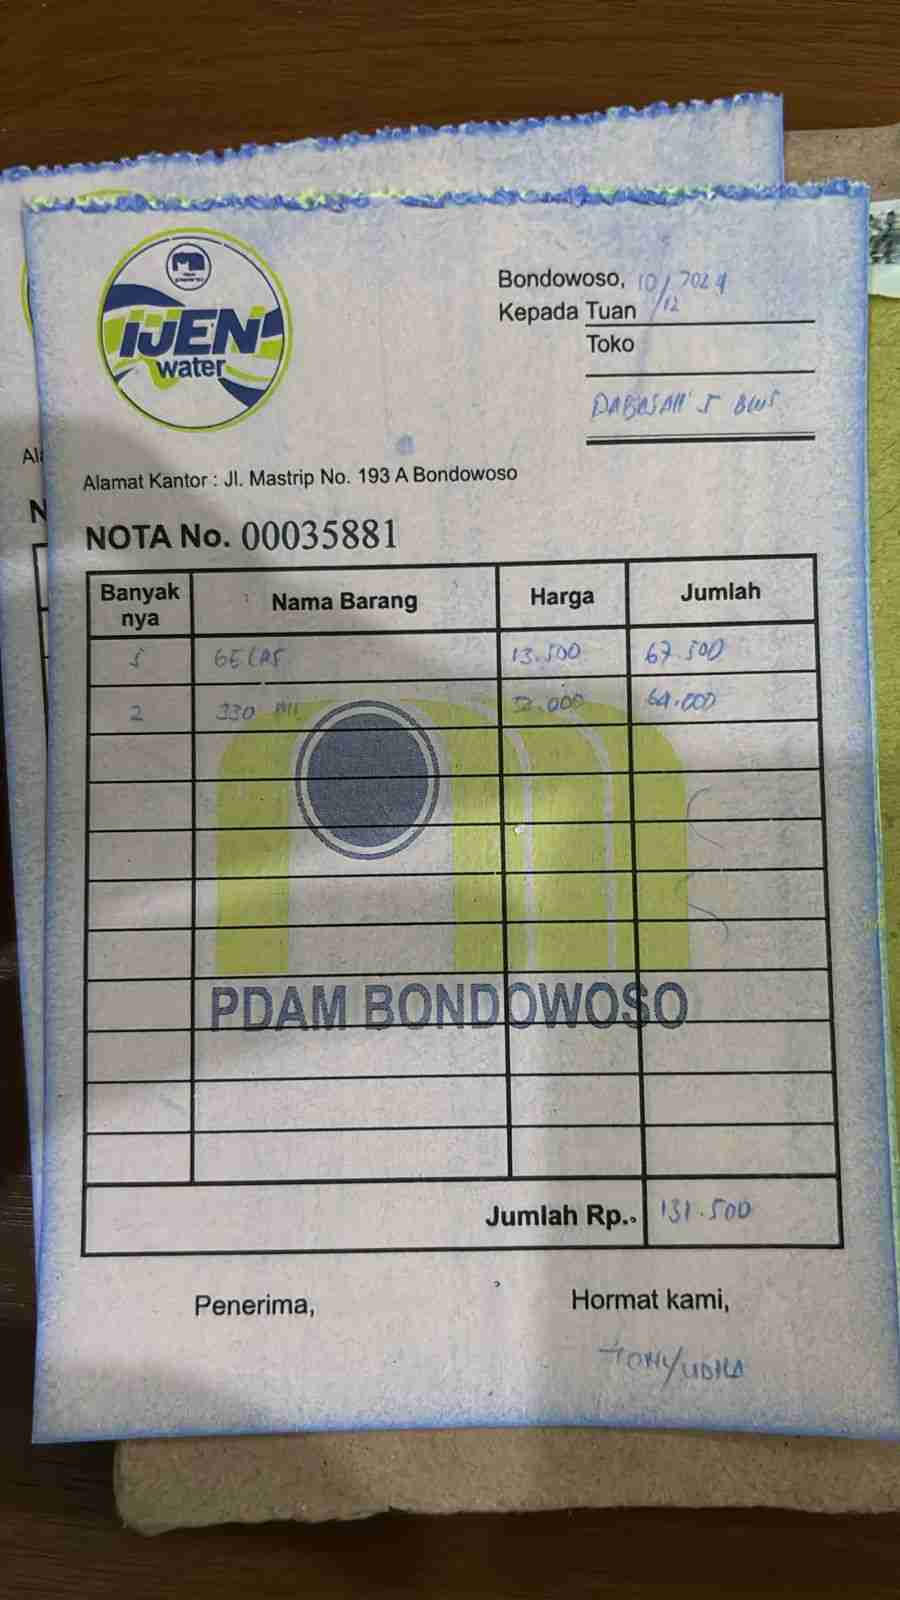 IJEN
water
Bondowoso, 10/12 2024
Kepada Tuan
Toko
DABASAH 5 BWS
Alamat Kantor : Jl. Mastrip No. 193 A Bondowoso
NOTA No. 00035881
Banyak nya Nama Barang Harga Jumlah
5 GELAS 13.500 67.500
2 330 Ml 32.000 64.000
PDAM BONDOWOSO
Jumlah Rp. 131.500
Penerima, Hormat kami,
TONY/UDILA